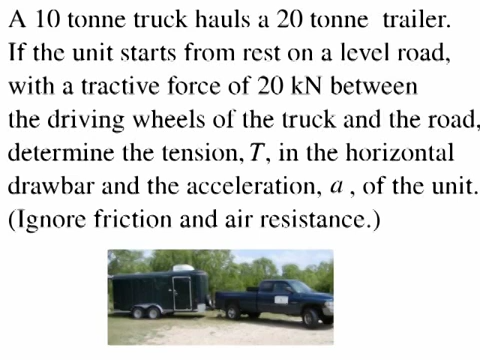 A 10 tonne truck hauls a 20 tonne trailer.
If the unit starts from rest on a level road,
with a tractive force of 20 kN between
the driving wheels of the truck and the road,
determine the tension, T, in the horizontal
drawbar and the acceleration, a , of the unit.
(Ignore friction and air resistance.)